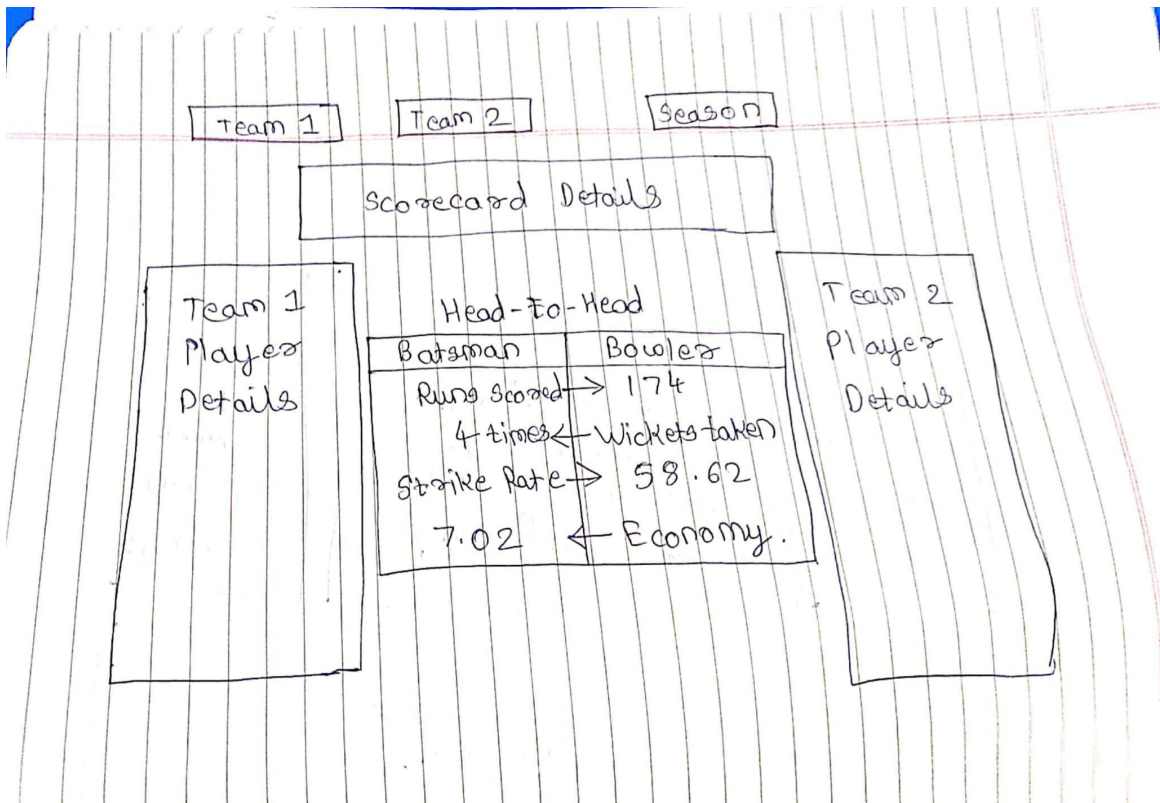 Team 1
Team 2
Season
Scorecard Details
Team 1
Player
Details
Head-to-Head
Batsman Bowler
Runs Scored → 174
4 times ← Wickets taken
Strike Rate → 58.62
7.02 ← Economy.
Team 2
Player
Details